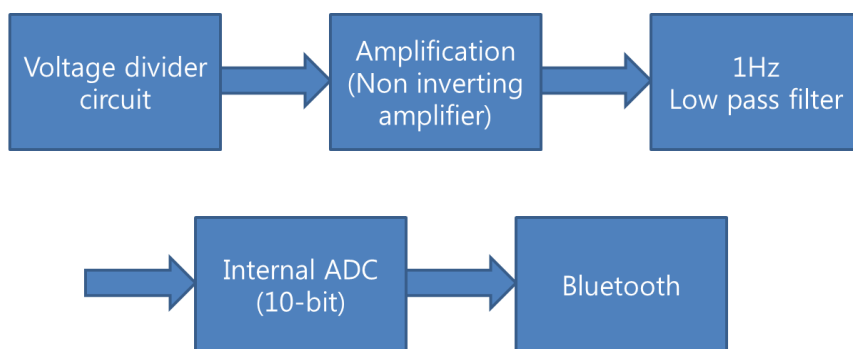 Voltage divider
circuit
Amplification
(Non inverting
amplifier)
1Hz
Low pass filter
Internal ADC
(10-bit)
Bluetooth